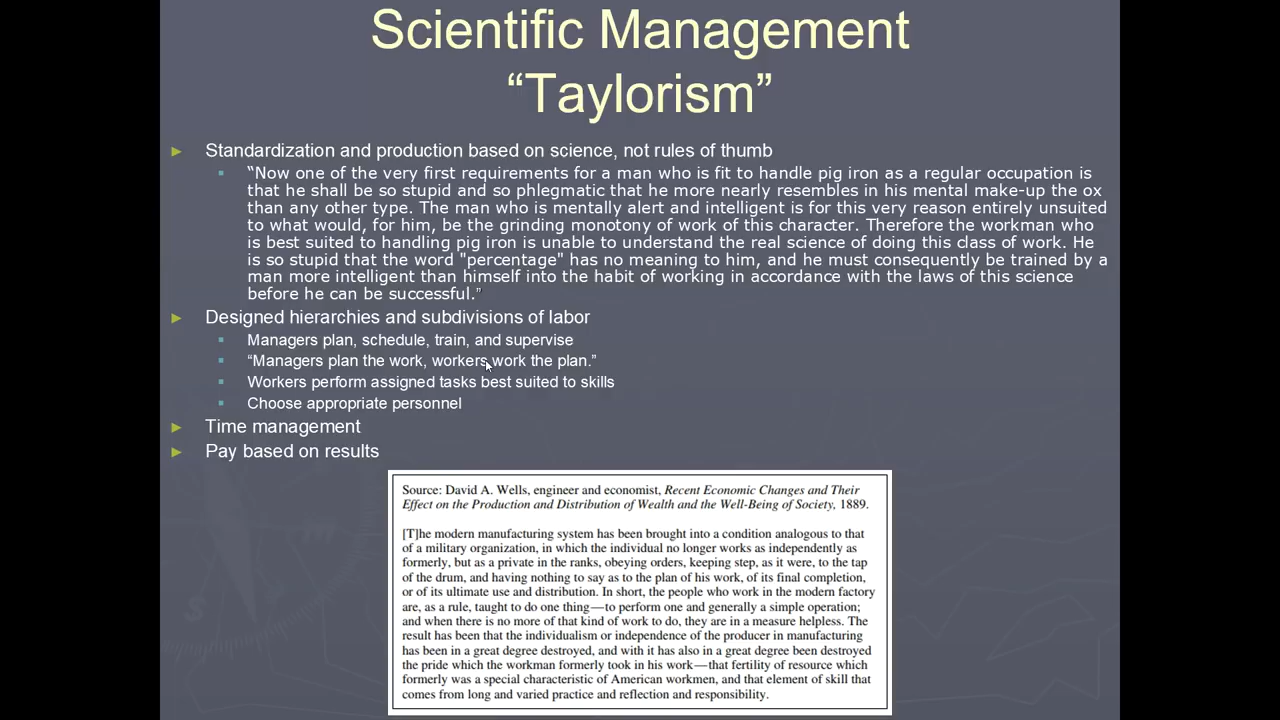 Scientific Management
“Taylorism”
► Standardization and production based on science, not rules of thumb
▪ “Now one of the very first requirements for a man who is fit to handle pig iron as a regular occupation is
that he shall be so stupid and so phlegmatic that he more nearly resembles in his mental make-up the ox
than any other type. The man who is mentally alert and intelligent is for this very reason entirely unsuited
to what would, for him, be the grinding monotony of work of this character. Therefore the workman who
is best suited to handling pig iron is unable to understand the real science of doing this class of work. He
is so stupid that the word "percentage" has no meaning to him, and he must consequently be trained by a
man more intelligent than himself into the habit of working in accordance with the laws of this science
before he can be successful.”
► Designed hierarchies and subdivisions of labor
▪ Managers plan, schedule, train, and supervise
▪ “Managers plan the work, workers work the plan.”
▪ Workers perform assigned tasks best suited to skills
▪ Choose appropriate personnel
► Time management
► Pay based on results
Source: David A. Wells, engineer and economist, Recent Economic Changes and Their
Effect on the Production and Distribution of Wealth and the Well-Being of Society, 1889.
[T]he modern manufacturing system has been brought into a condition analogous to that
of a military organization, in which the individual no longer works as independently as
formerly, but as a private in the ranks, obeying orders, keeping step, as it were, to the tap
of the drum, and having nothing to say as to the plan of his work, of its final completion,
or of its ultimate use and distribution. In short, the people who work in the modern factory
are, as a rule, taught to do one thing—to perform one and generally a simple operation;
and when there is no more of that kind of work to do, they are in a measure helpless. The
result has been that the individualism or independence of the producer in manufacturing
has been in a great degree destroyed, and with it has also in a great degree been destroyed
the pride which the workman formerly took in his work—that fertility of resource which
formerly was a special characteristic of American workmen, and that element of skill that
comes from long and varied practice and reflection and responsibility.